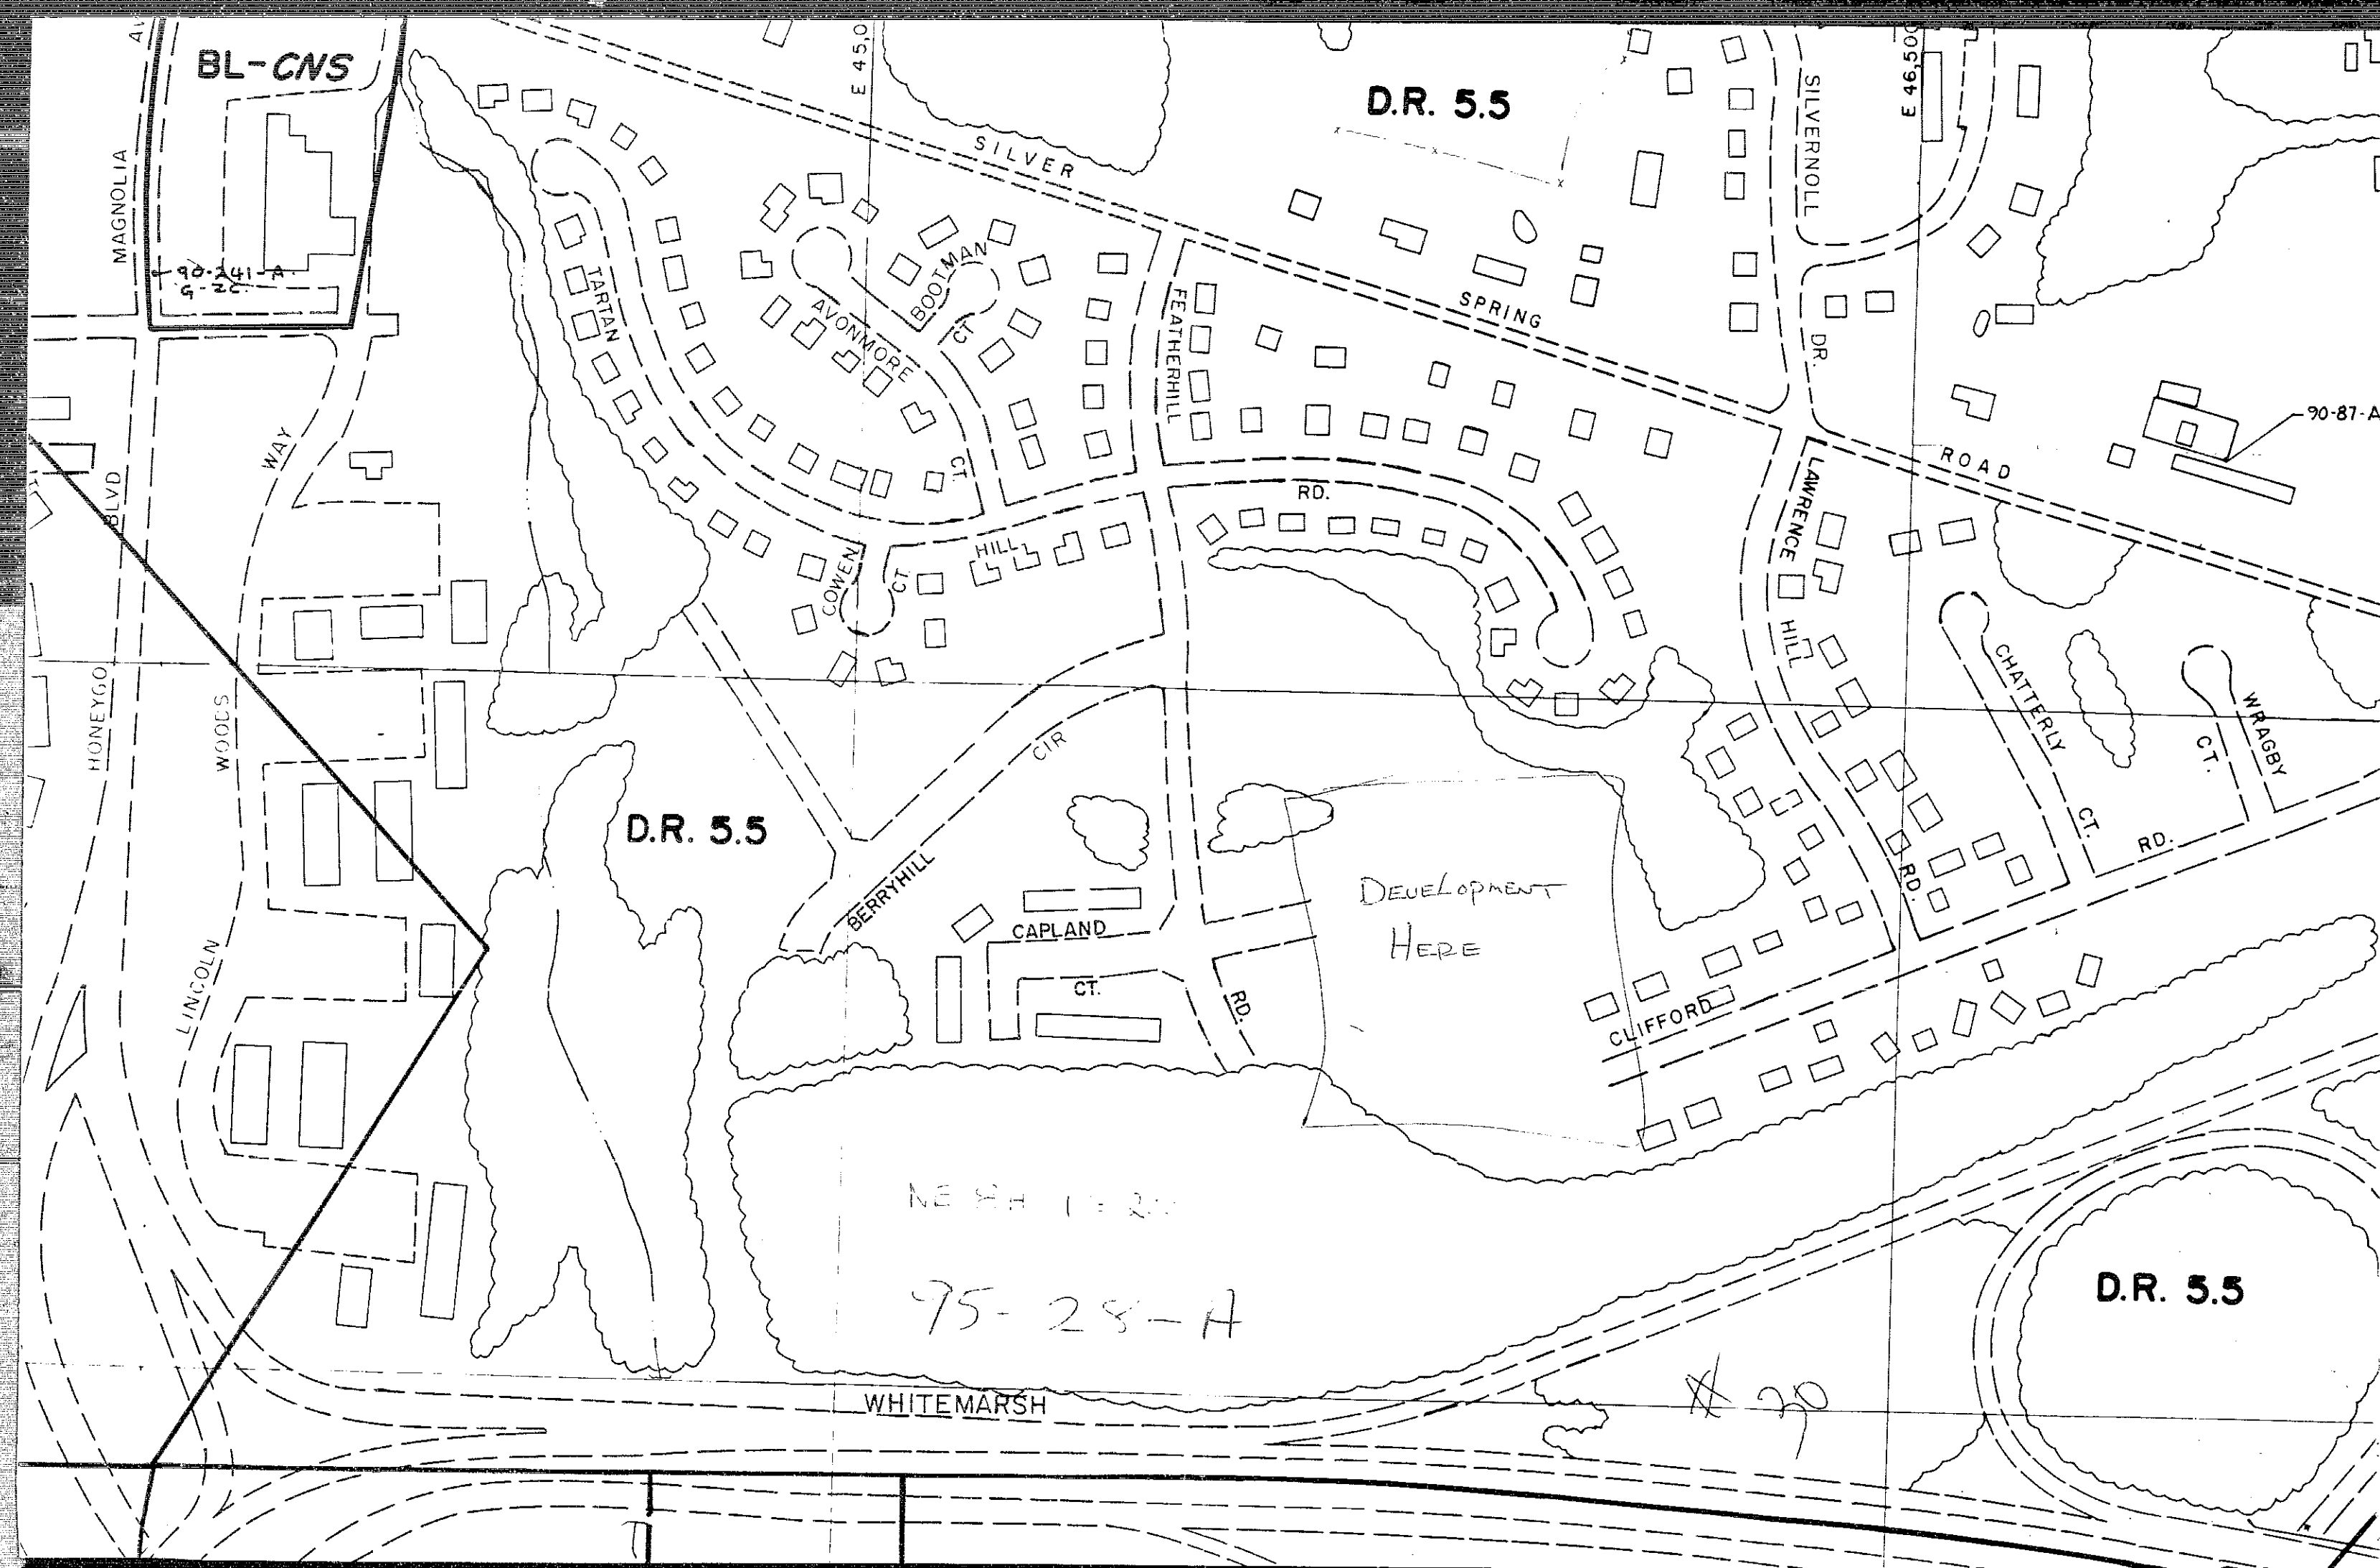 AV
BL-CNS
E 45,0
D.R. 5.5
E 46,500
SILVERNOLL
DR.
SILVER
SPRING
ROAD
MAGNOLIA
90-241-A
TARTAN
AVONMORE
CT.
BOOTMAN
CT
FEATHERHILL
RD.
90-87-A
LAWRENCE
HILL
RD.
WAY
BLVD
HILL
COWEN
CT.
CHATTERLY
CT.
WRAGBY
CT.
HONEYGO
WOODS
CIR
D.R. 5.5
BERRYHILL
RD.
DEVELOPMENT
HERE
CAPLAND
CT.
RD.
LINCOLN
CLIFFORD
95-28-A
D.R. 5.5
WHITEMARSH
30